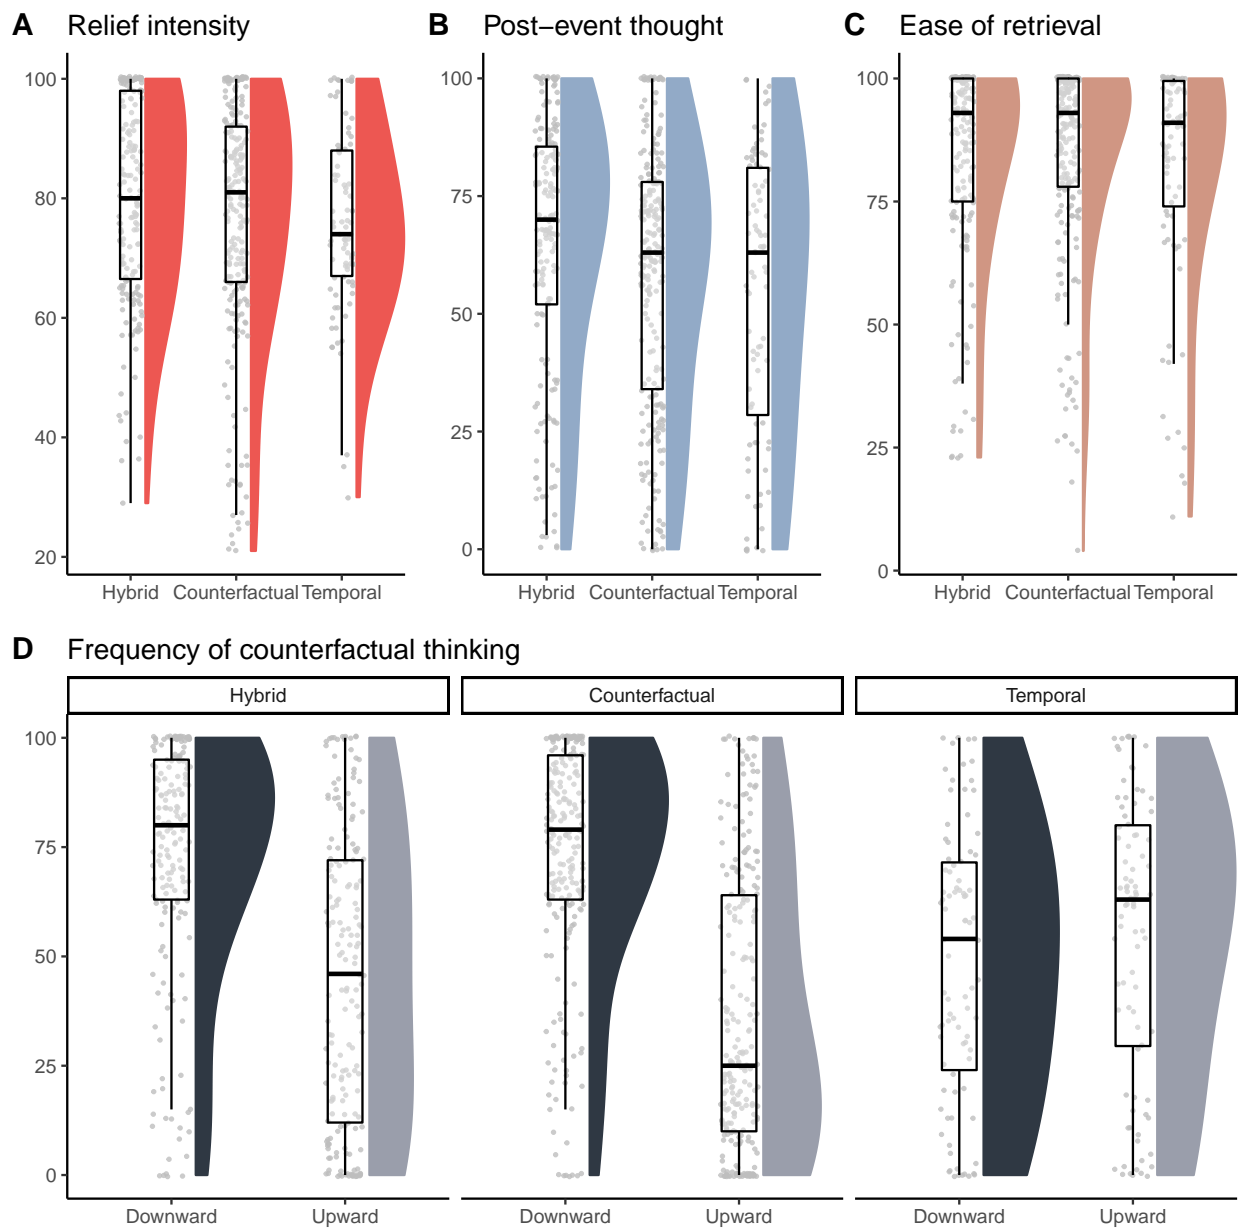 A Relief intensity
100
80
60
40
20
Hybrid Counterfactual Temporal
B Post−event thought
100
75
50
25
0
Hybrid Counterfactual Temporal
C Ease of retrieval
100
75
50
25
0
Hybrid Counterfactual Temporal
D Frequency of counterfactual thinking
Hybrid Counterfactual Temporal
100
75
50
25
0
Downward Upward Downward Upward Downward Upward